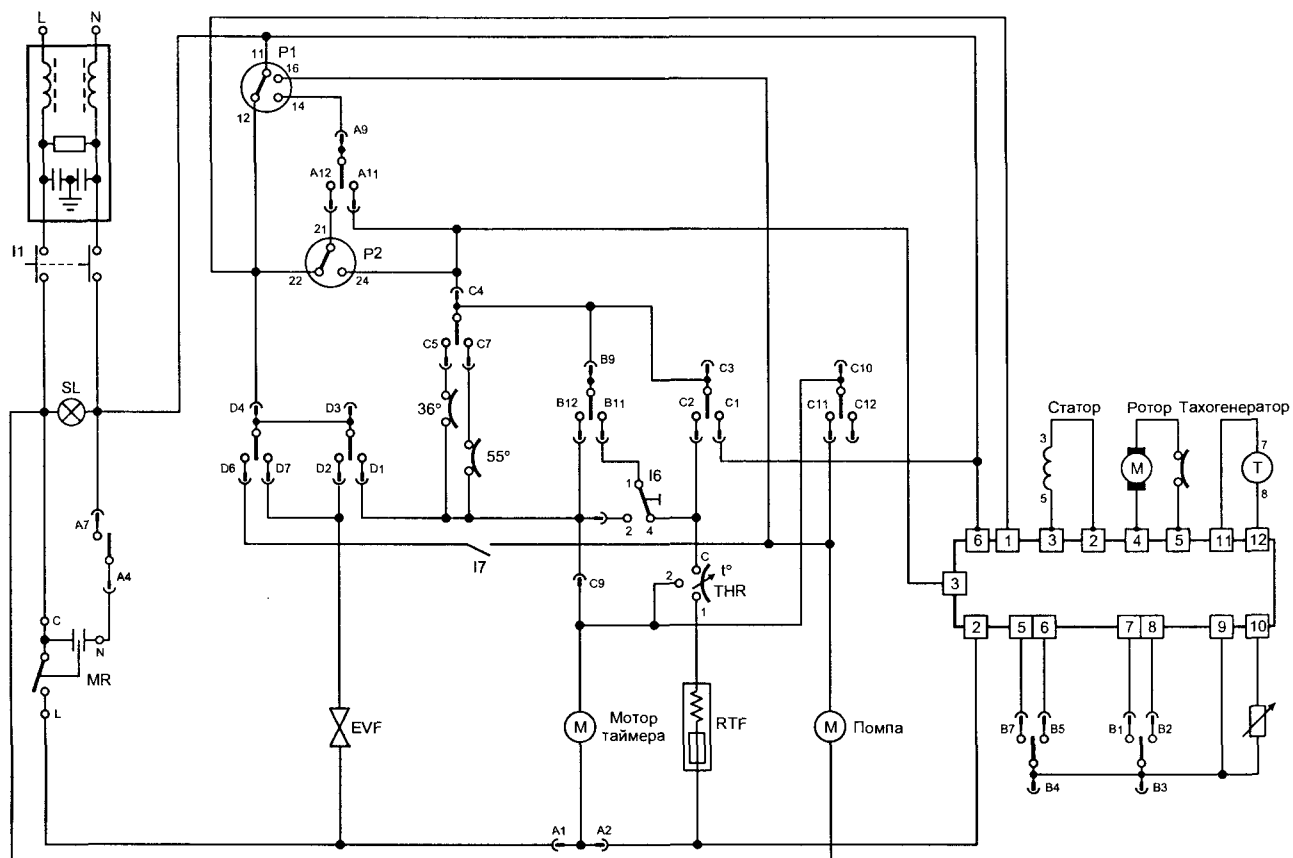 L N
11 P1
16
14
12
A9
A12 A11
I1
21
P2
22 24
C4
C5 C7
B9 C3 C10
SL
D4 D3
36°
B12 B11
C2 C1
C11 C12
Статор Ротор Тахогенератор
3 7
M T
5 8
55°
D6 D7 D2 D1
I6
1
2 4
A7
6 1 3 2 4 5 11 12
I7
C
t°
C9
2 THR
3
A4
1
C
N
2 5 6 7 8 9 10
MR
L
EVF
M Мотор таймера
RTF
M Помпа
B7 B5 B1 B2
B4 B3
A1 A2